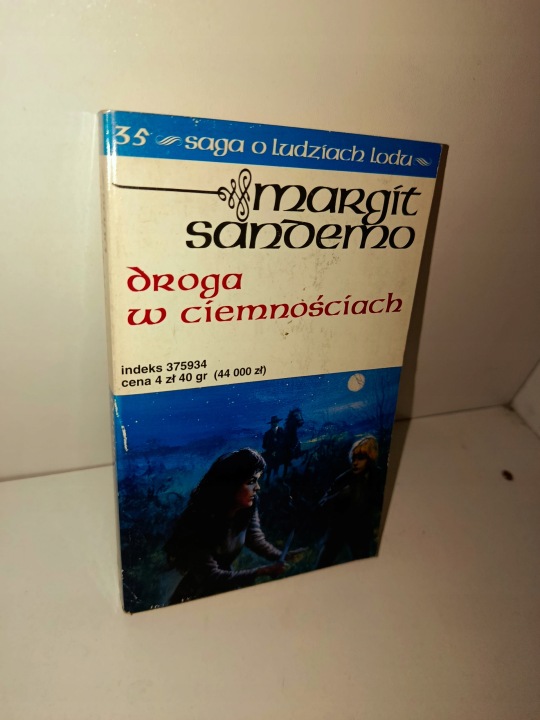 35 saga o ludziach lodu
margit
sandemo
droga
w ciemnościach
indeks 375934
cena 4 zł 40 gr (44 000 zł)